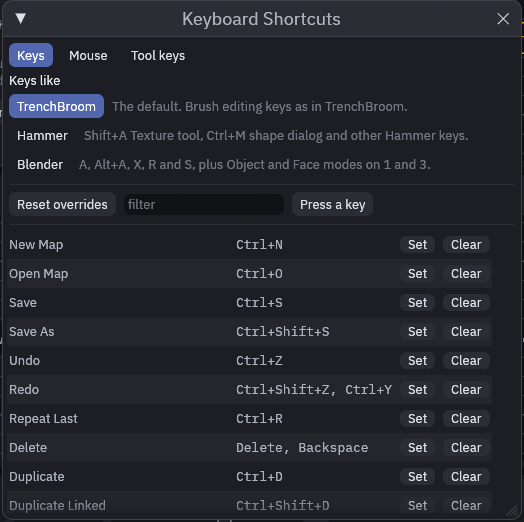 Keyboard Shortcuts
Keys Mouse Tool keys
Keys like
TrenchBroom The default. Brush editing keys as in TrenchBroom.
Hammer Shift+A Texture tool, Ctrl+M shape dialog and other Hammer keys.
Blender A, Alt+A, X, R and S, plus Object and Face modes on 1 and 3.
Reset overrides filter Press a key
New Map Ctrl+N Set Clear
Open Map Ctrl+O Set Clear
Save Ctrl+S Set Clear
Save As Ctrl+Shift+S Set Clear
Undo Ctrl+Z Set Clear
Redo Ctrl+Shift+Z, Ctrl+Y Set Clear
Repeat Last Ctrl+R Set Clear
Delete Delete, Backspace Set Clear
Duplicate Ctrl+D Set Clear
Duplicate Linked Ctrl+Shift+D Set Clear